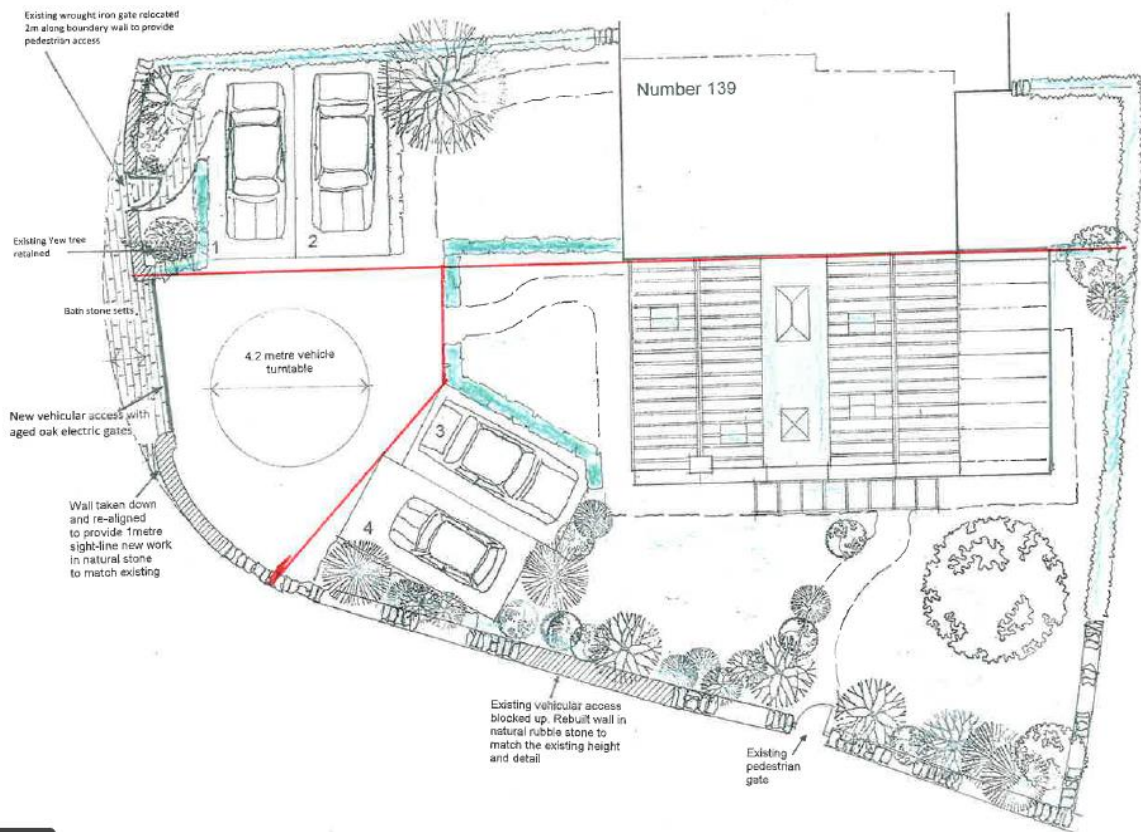 Existing wrought iron gate relocated
2m along boundary wall to provide
pedestrian access
Number 139
1
2
Existing Yew tree
retained
Bath stone setts
4.2 metre vehicle
turntable
New vehicular access with
aged oak electric gates
3
4
Wall taken down
and re-aligned
to provide 1metre
sight-line new work
in natural stone
to match existing
Existing vehicular access
blocked up. Rebuilt wall in
natural rubble stone to
match the existing height
and detail
Existing
pedestrian
gate